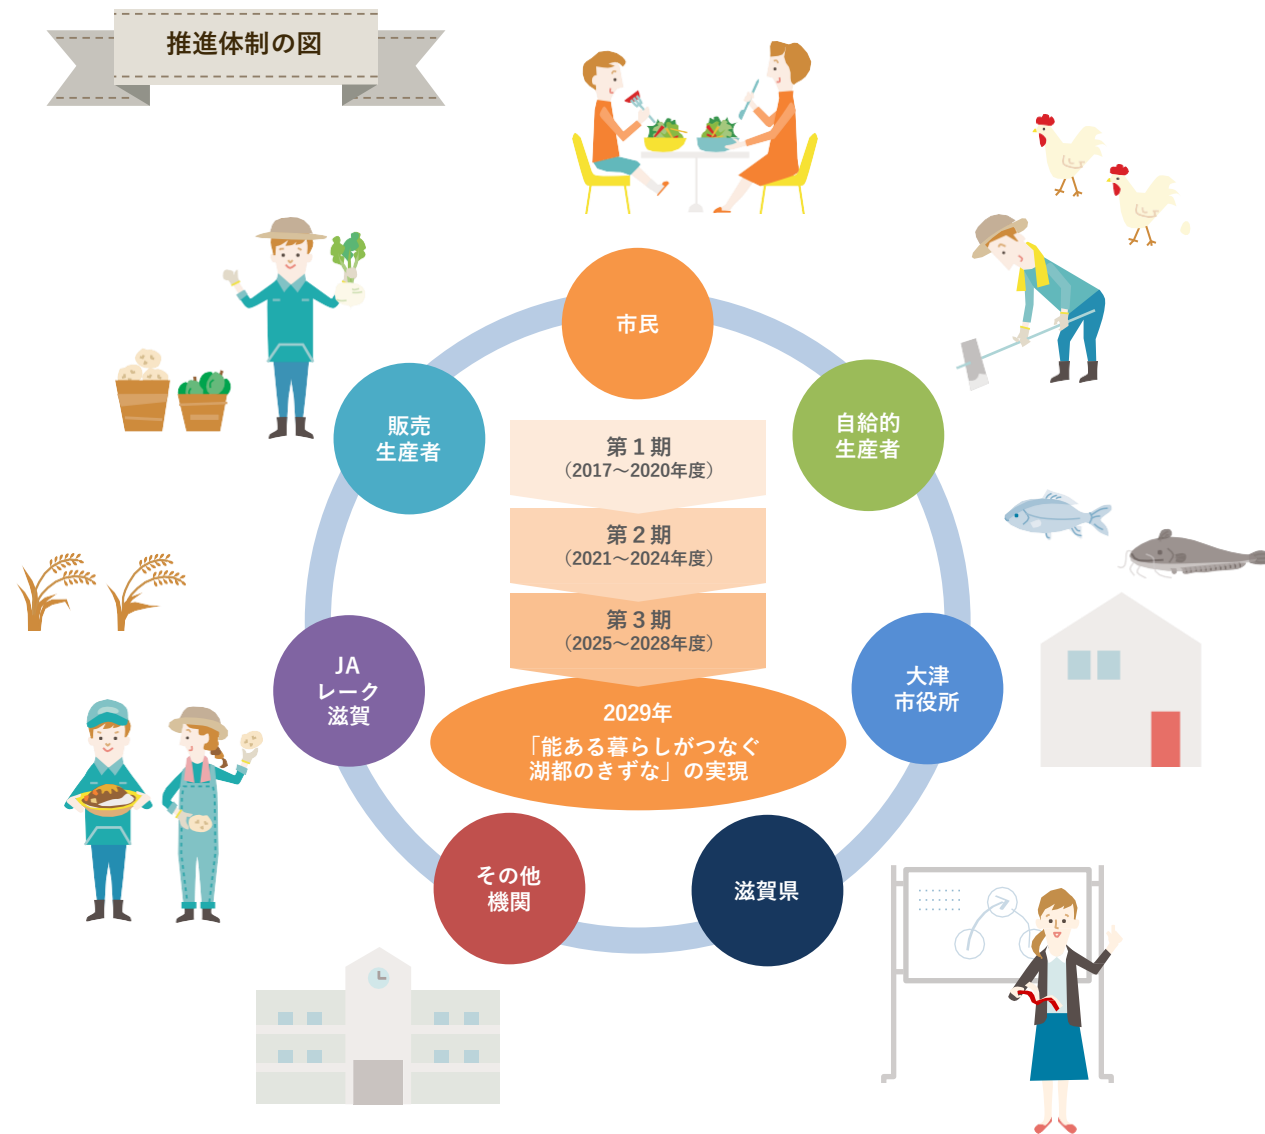 推進体制の図
市民
自給的
生産者
大津
市役所
滋賀県
その他
機関
JA
レーク
滋賀
販売
生産者
第１期
（2017～2020年度）
第２期
（2021～2024年度）
第３期
（2025～2028年度）
2029年
「能ある暮らしがつなぐ
湖都のきずな」の実現